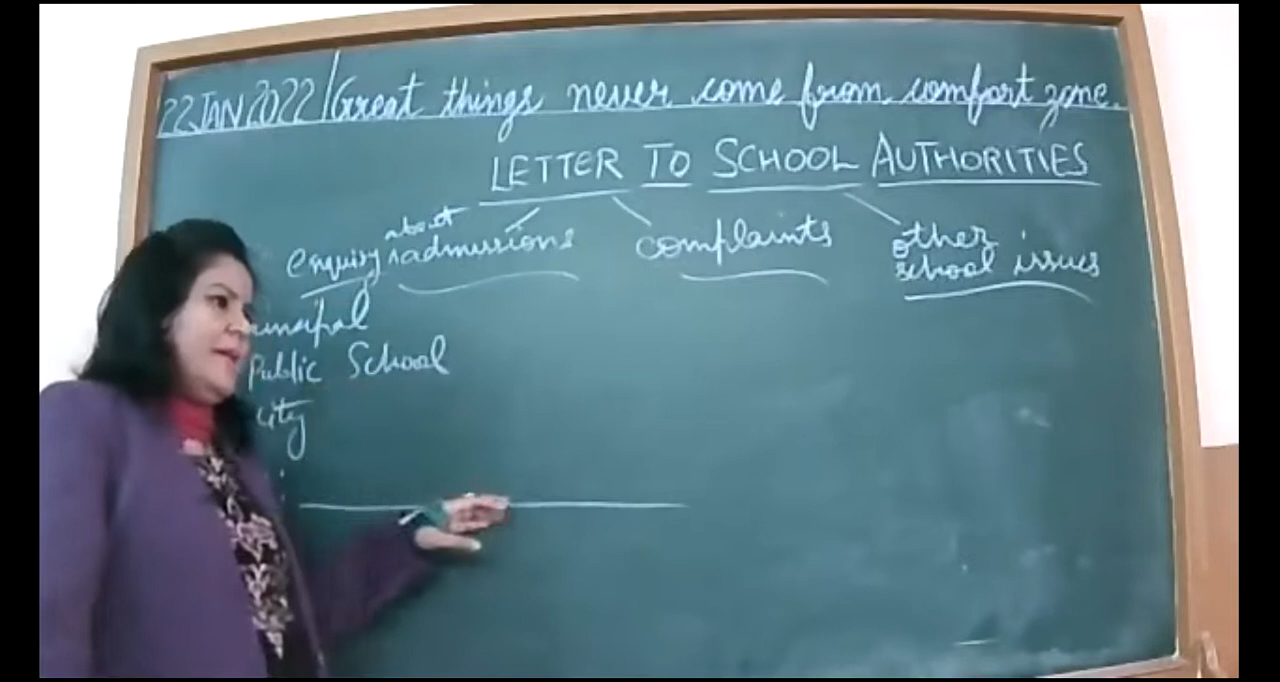 22 JAN 2022 / Great things never come from comfort zone.
LETTER TO SCHOOL AUTHORITIES
enquiry about admissions complaints other school issues
rincipal
Public School
City
: